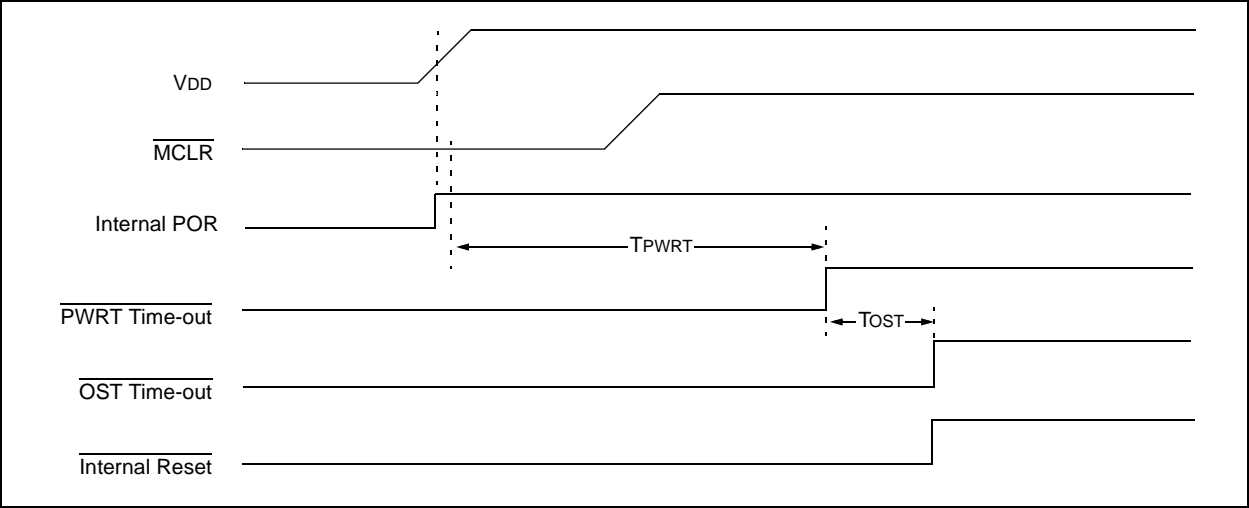 VDD
MCLR
Internal POR
TPWRT
PWRT Time-out
TOST
OST Time-out
Internal Reset